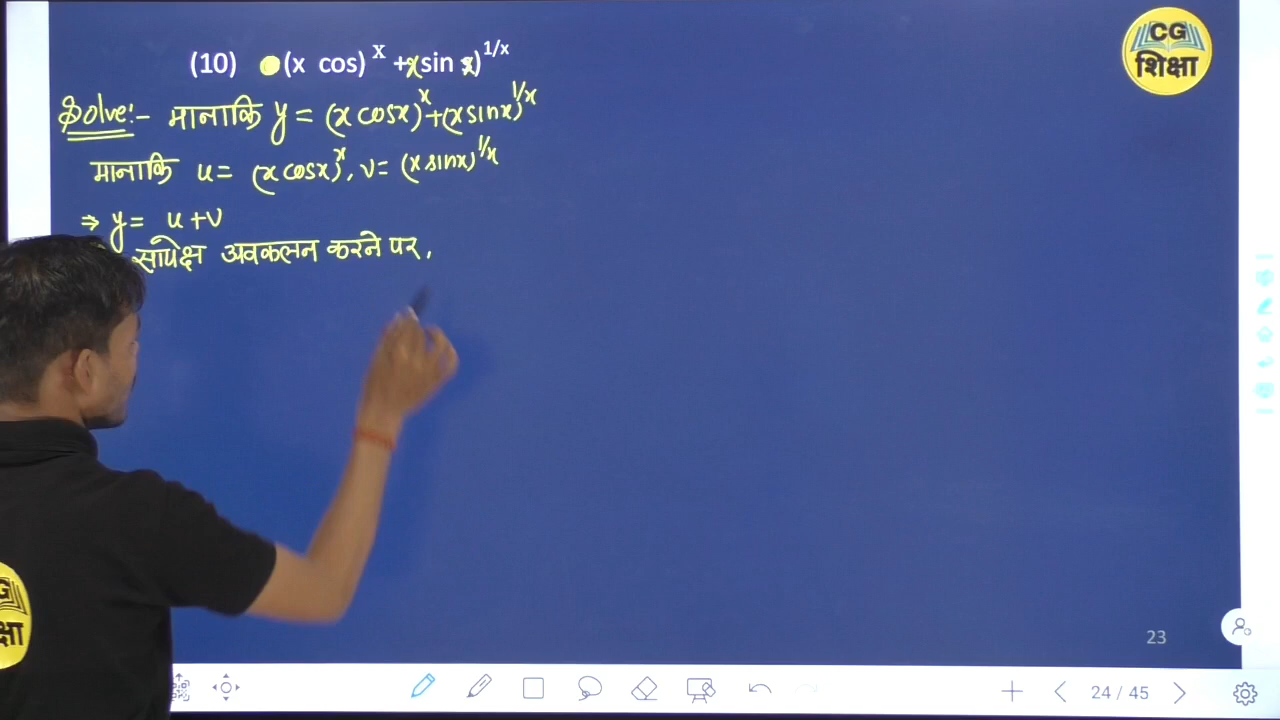 (10) (x cos) ˣ +x sin x)^1/x
Solve:- मानाकि y = (x cosx)^x+(x sinx)^1/x
मानाकि u = (x cosx)^x, v = (x sinx)^1/x
⇒ y = u+v
सापेक्ष अवकलन करने पर,
CG
शिक्षा
23
24 / 45